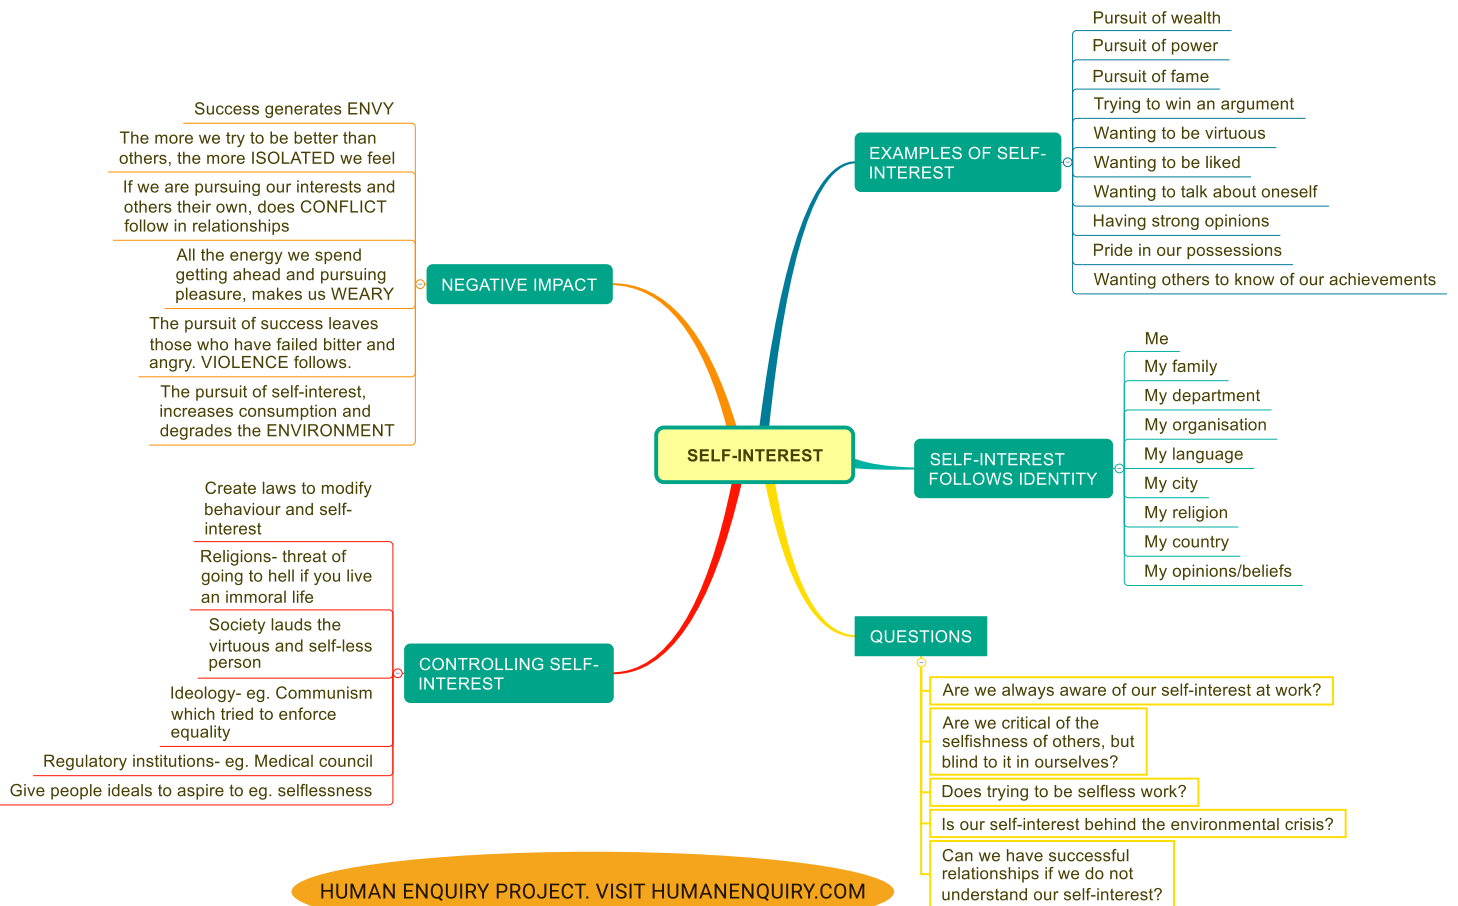 Pursuit of wealth
Pursuit of power
Pursuit of fame
Trying to win an argument
Wanting to be virtuous
Wanting to be liked
Wanting to talk about oneself
Having strong opinions
Pride in our possessions
Wanting others to know of our achievements
EXAMPLES OF SELF-
INTEREST
Success generates ENVY
The more we try to be better than
others, the more ISOLATED we feel
If we are pursuing our interests and
others their own, does CONFLICT
follow in relationships
All the energy we spend
getting ahead and pursuing
pleasure, makes us WEARY
The pursuit of success leaves
those who have failed bitter and
angry. VIOLENCE follows.
The pursuit of self-interest,
increases consumption and
degrades the ENVIRONMENT
NEGATIVE IMPACT
SELF-INTEREST
SELF-INTEREST
FOLLOWS IDENTITY
Me
My family
My department
My organisation
My language
My city
My religion
My country
My opinions/beliefs
Create laws to modify
behaviour and self-
interest
Religions- threat of
going to hell if you live
an immoral life
Society lauds the
virtuous and self-less
person
Ideology- eg. Communism
which tried to enforce
equality
Regulatory institutions- eg. Medical council
Give people ideals to aspire to eg. selflessness
CONTROLLING SELF-
INTEREST
QUESTIONS
Are we always aware of our self-interest at work?
Are we critical of the
selfishness of others, but
blind to it in ourselves?
Does trying to be selfless work?
Is our self-interest behind the environmental crisis?
Can we have successful
relationships if we do not
understand our self-interest?
HUMAN ENQUIRY PROJECT. VISIT HUMANENQUIRY.COM